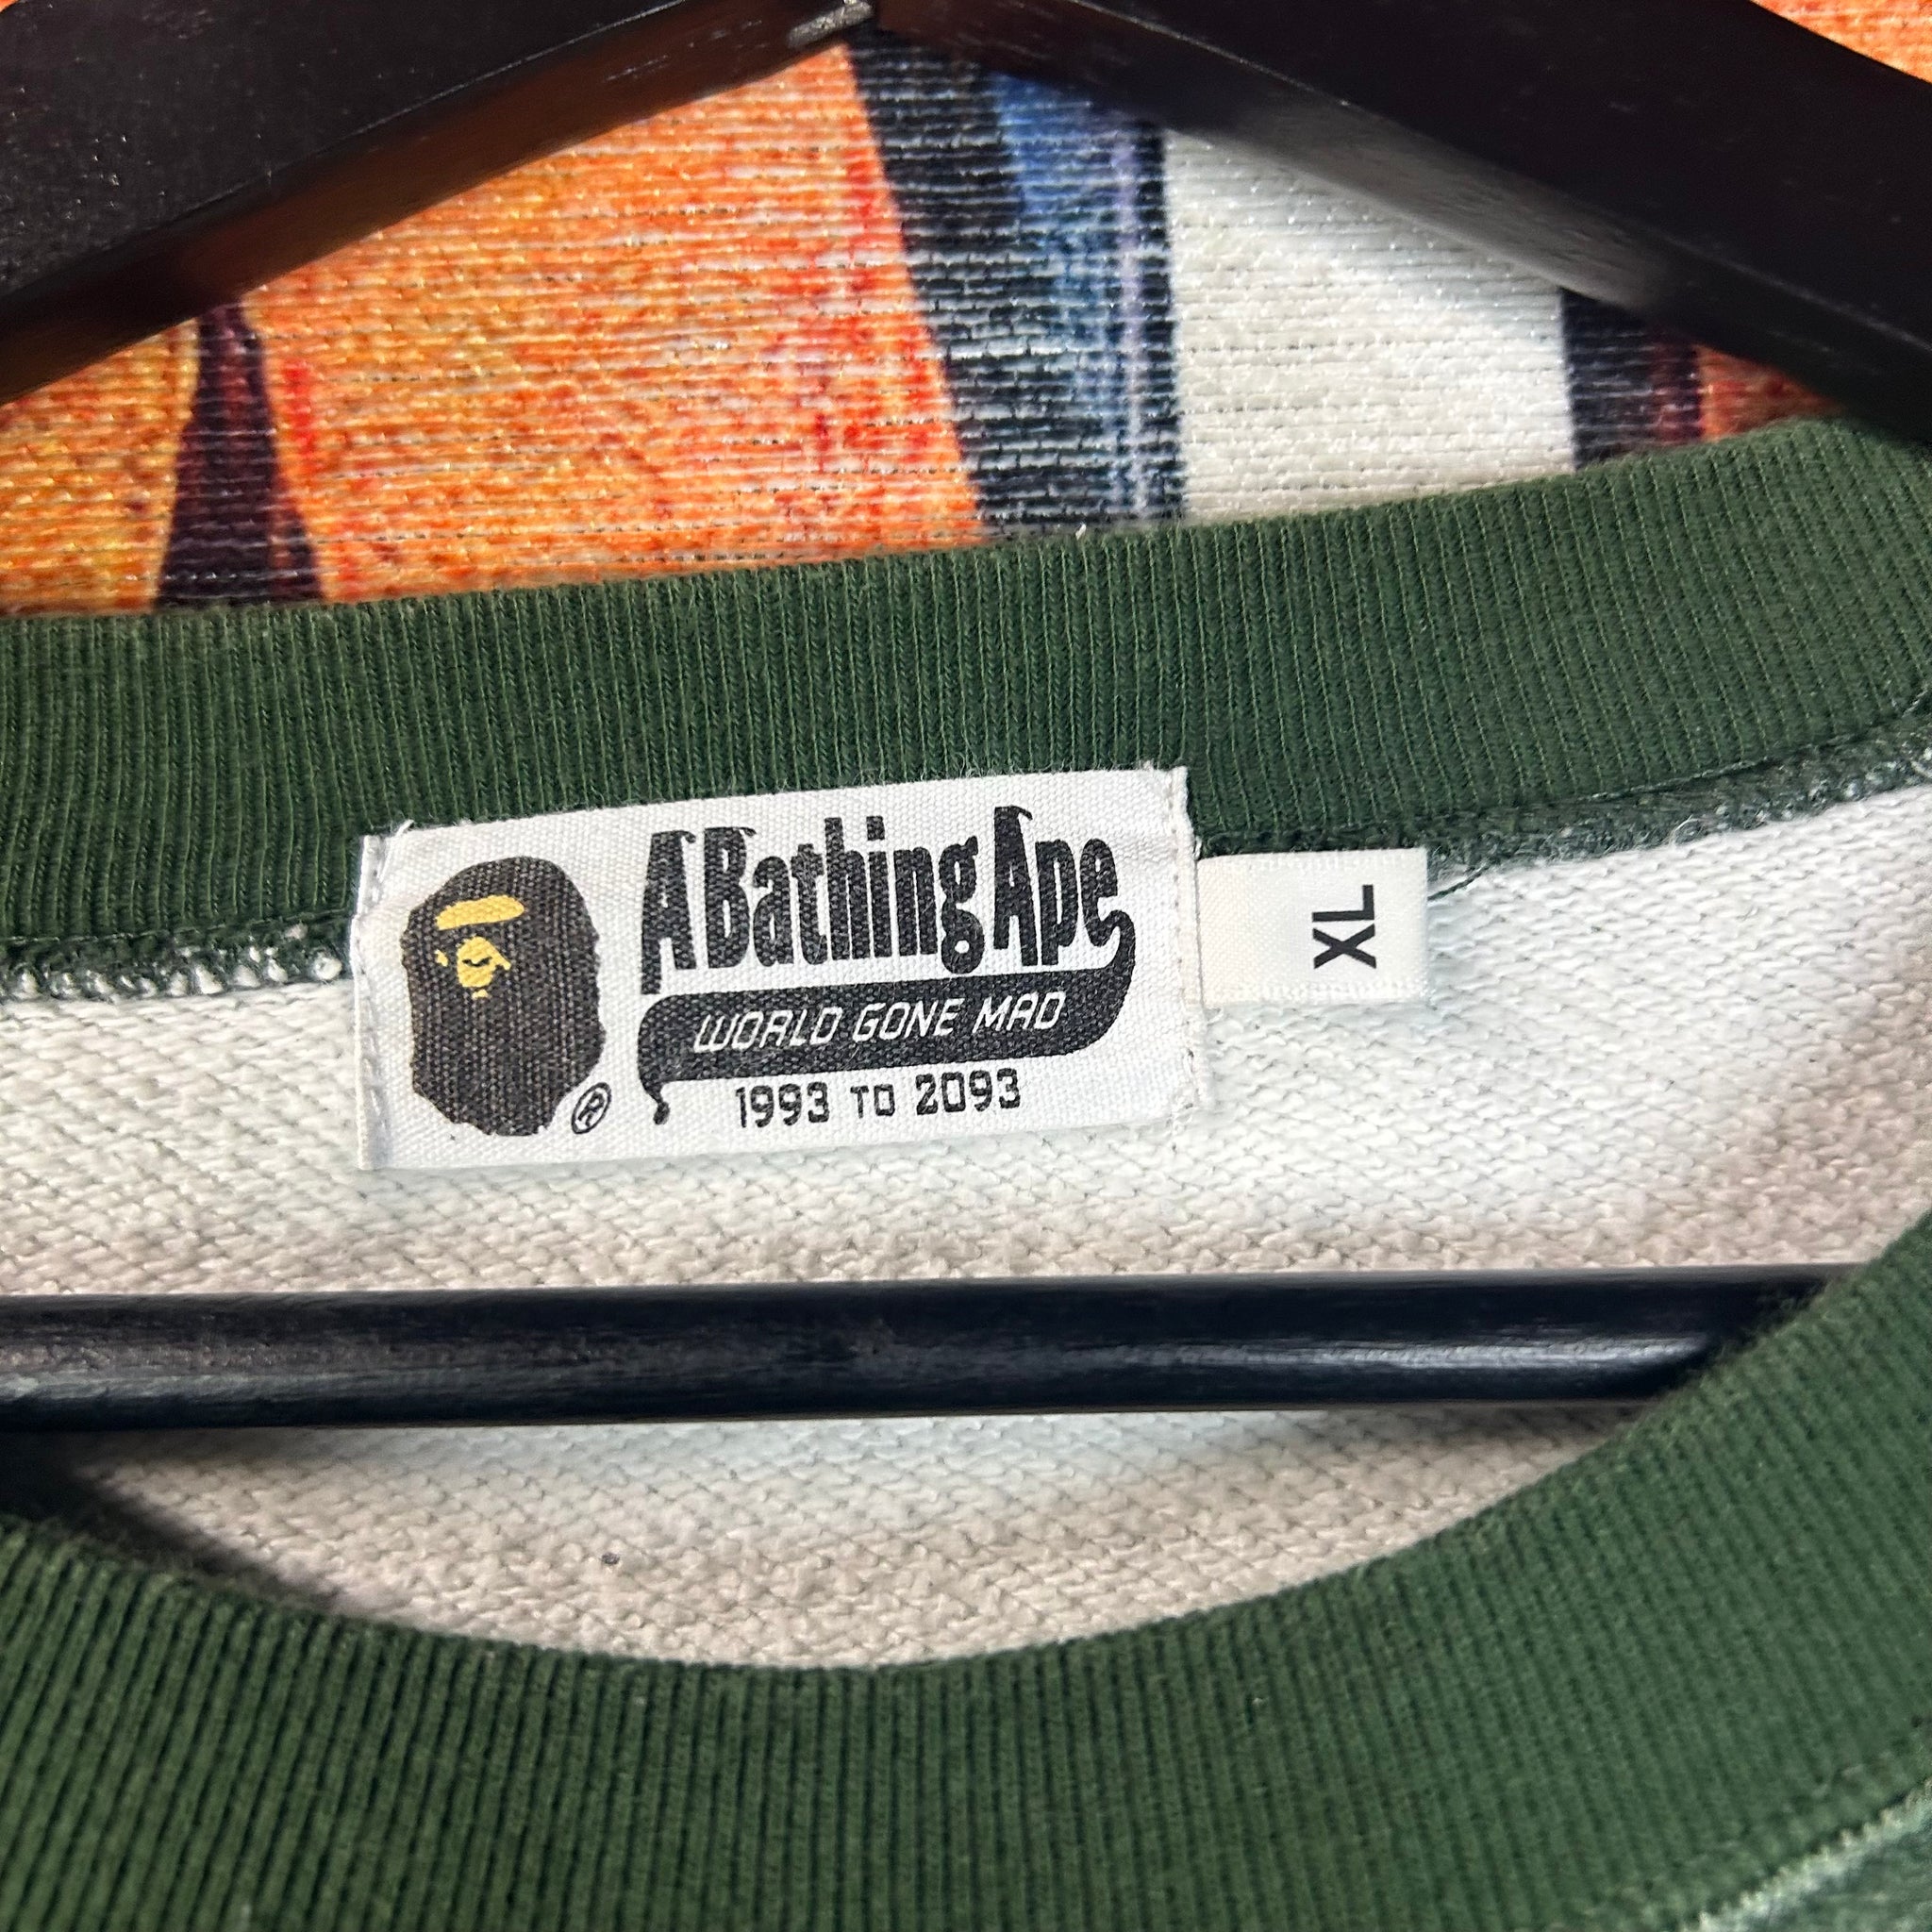 A Bathing Ape
WORLD GONE MAD
1993 TO 2093
®
XL